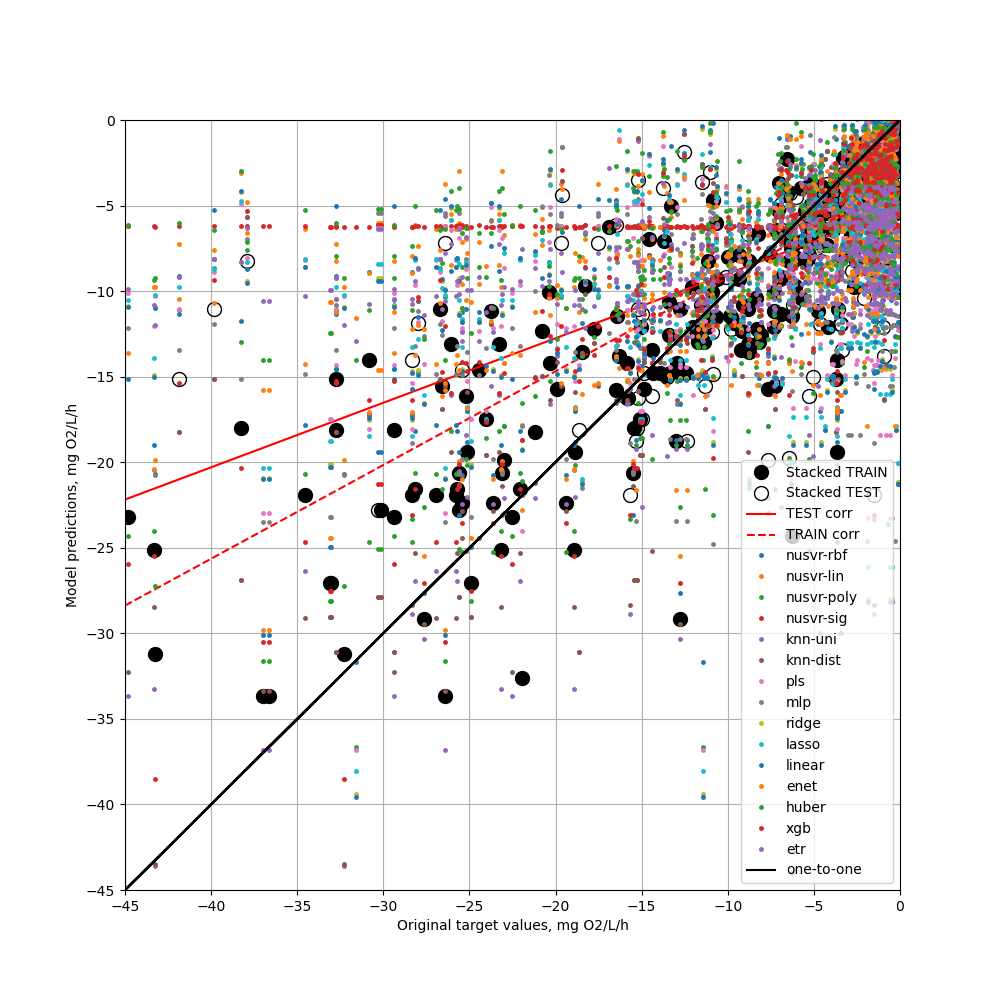 0
−5
−10
−15
−20
−25
−30
−35
−40
−45
Model predictions, mg O2/L/h
−45 −40 −35 −30 −25 −20 −15 −10 −5 0
Original target values, mg O2/L/h
Stacked TRAIN
Stacked TEST
TEST corr
TRAIN corr
nusvr-rbf
nusvr-lin
nusvr-poly
nusvr-sig
knn-uni
knn-dist
pls
mlp
ridge
lasso
linear
enet
huber
xgb
etr
one-to-one